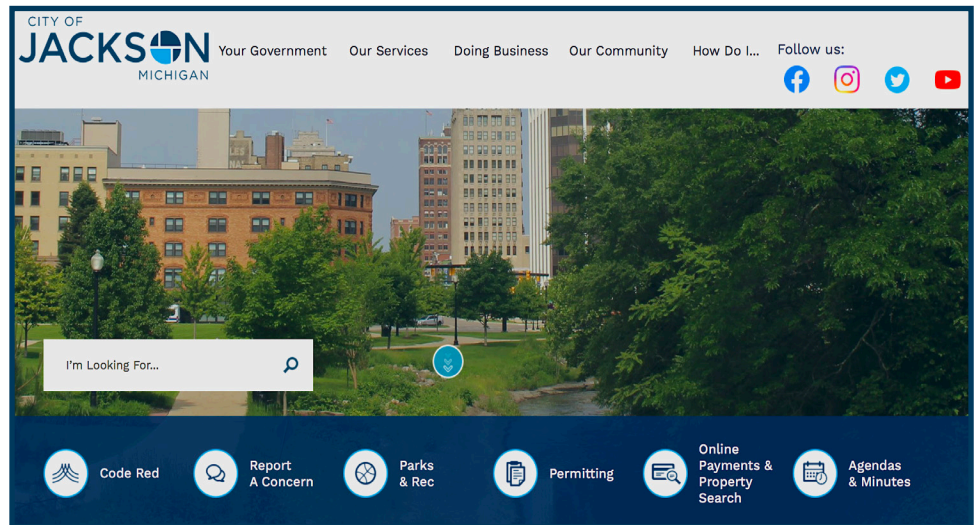 CITY OF
JACKSON
MICHIGAN
Your Government
Our Services
Doing Business
Our Community
How Do I...
Follow us:
I'm Looking For...
Code Red
Report
A Concern
Parks
& Rec
Permitting
Online
Payments &
Property
Search
Agendas
& Minutes